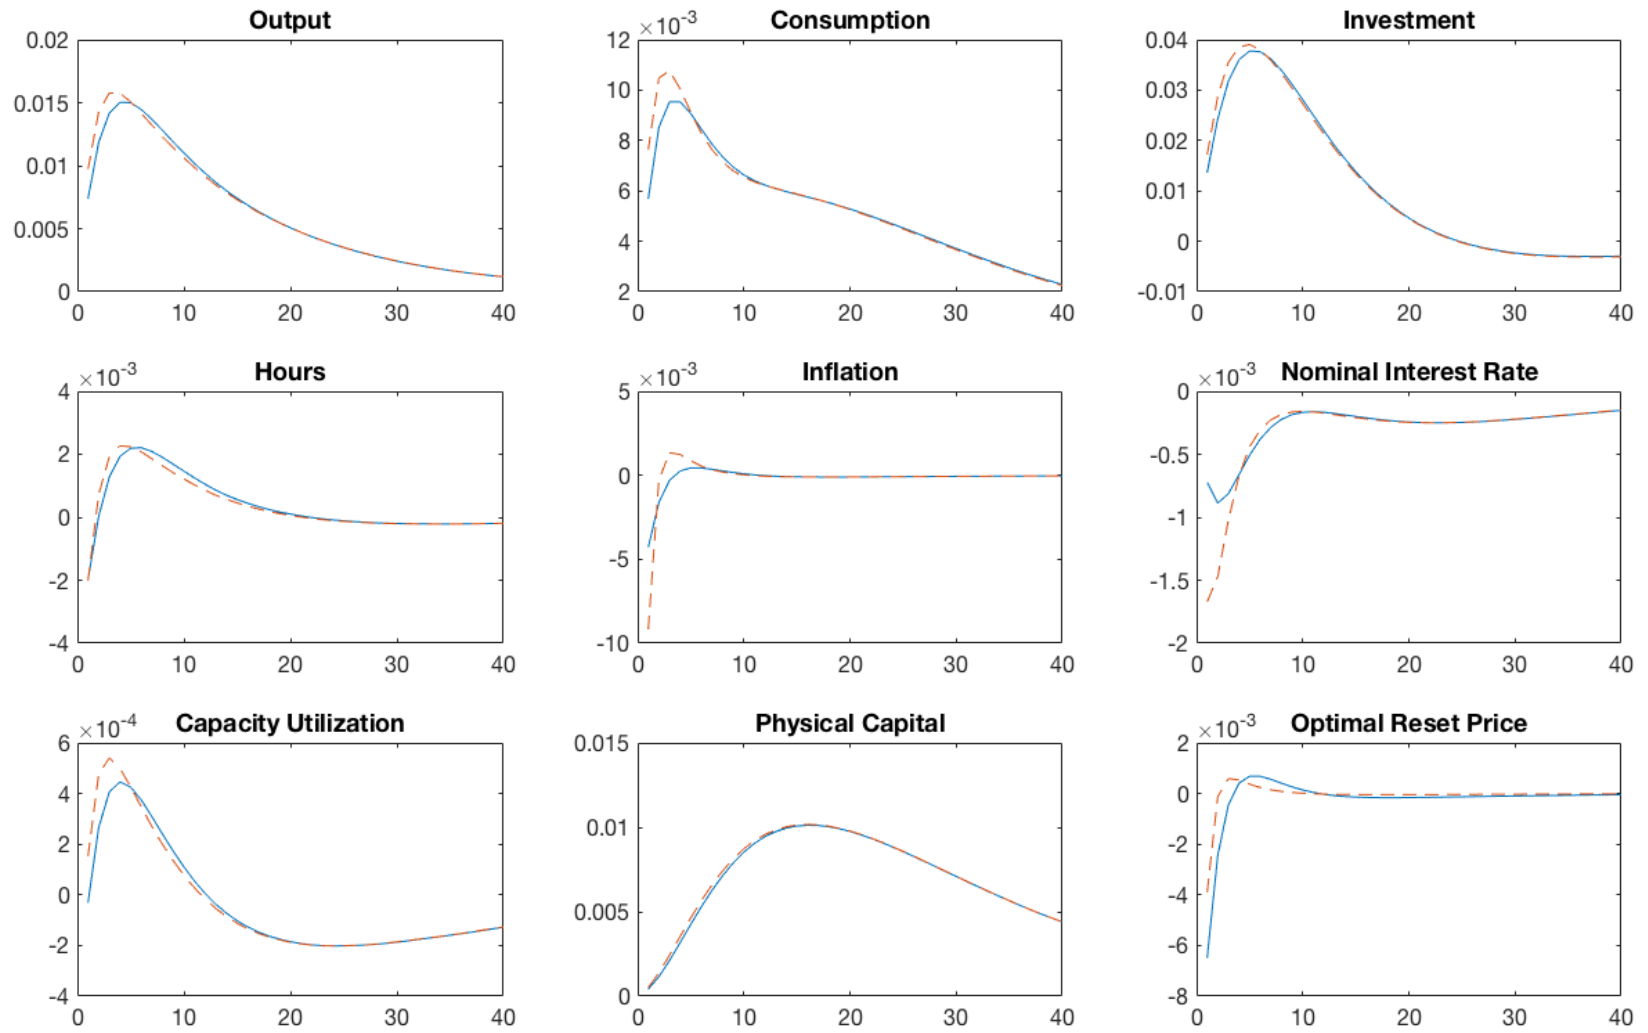 Output
0.02
0.015
0.01
0.005
0
0 10 20 30 40
×10-3 Consumption
12
10
8
6
4
2
0 10 20 30 40
Investment
0.04
0.03
0.02
0.01
0
-0.01
0 10 20 30 40
×10-3 Hours
4
2
0
-2
-4
0 10 20 30 40
×10-3 Inflation
5
0
-5
-10
0 10 20 30 40
×10-3 Nominal Interest Rate
0
-0.5
-1
-1.5
-2
0 10 20 30 40
×10-4 Capacity Utilization
6
4
2
0
-2
-4
0 10 20 30 40
Physical Capital
0.015
0.01
0.005
0
0 10 20 30 40
×10-3 Optimal Reset Price
2
0
-2
-4
-6
-8
0 10 20 30 40